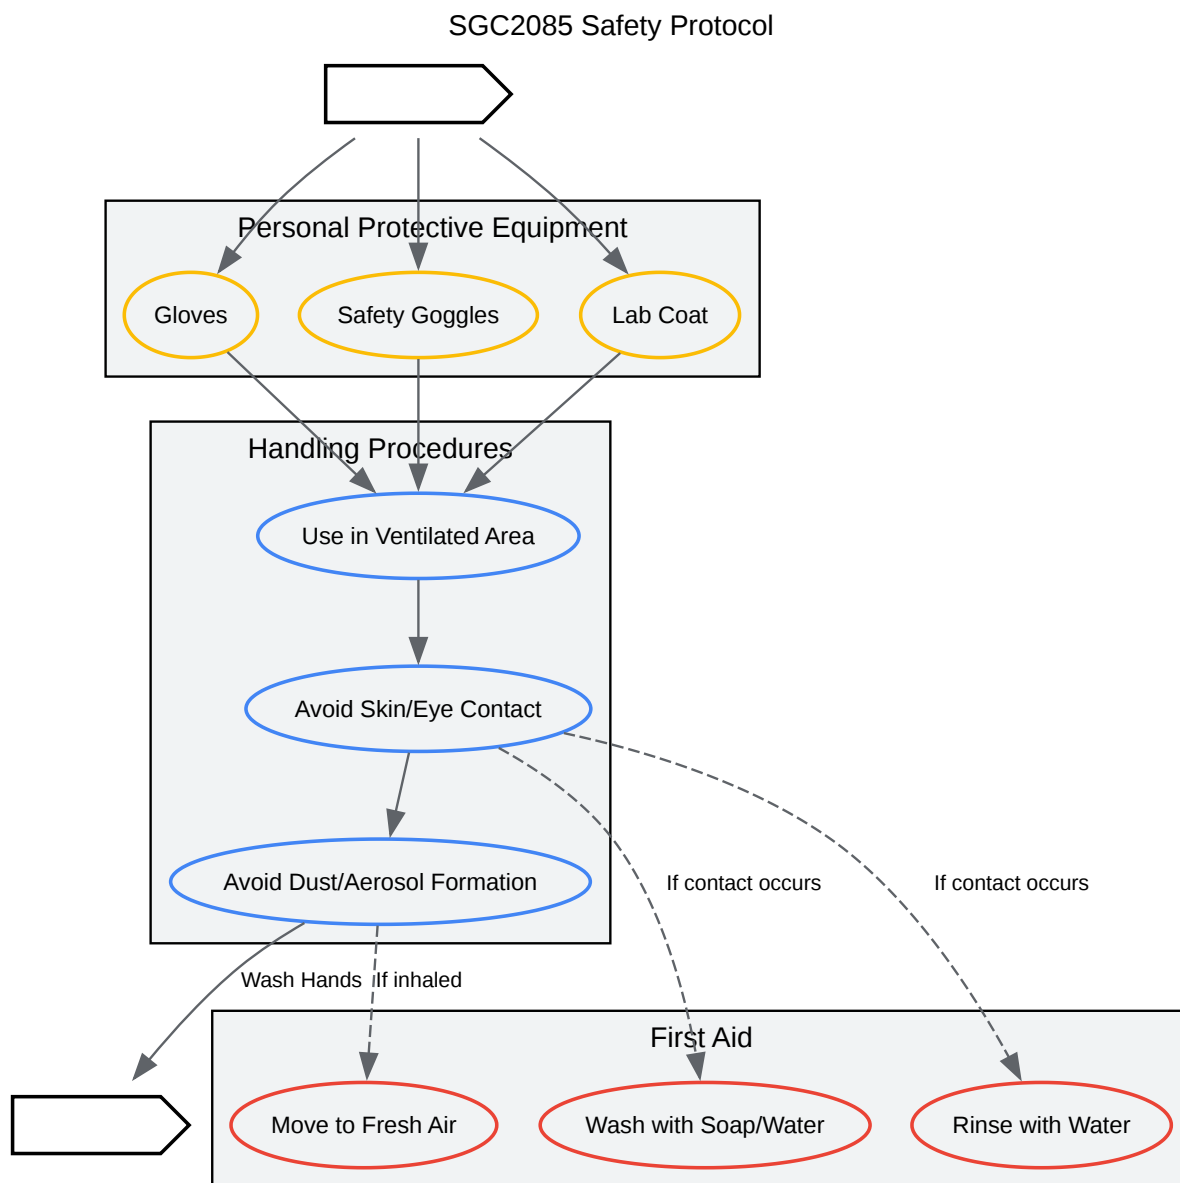 SGC2085 Safety Protocol
Personal Protective Equipment
Gloves
Safety Goggles
Lab Coat
Handling Procedures
Use in Ventilated Area
Avoid Skin/Eye Contact
Avoid Dust/Aerosol Formation
If contact occurs
If contact occurs
Wash Hands
If inhaled
First Aid
Move to Fresh Air
Wash with Soap/Water
Rinse with Water